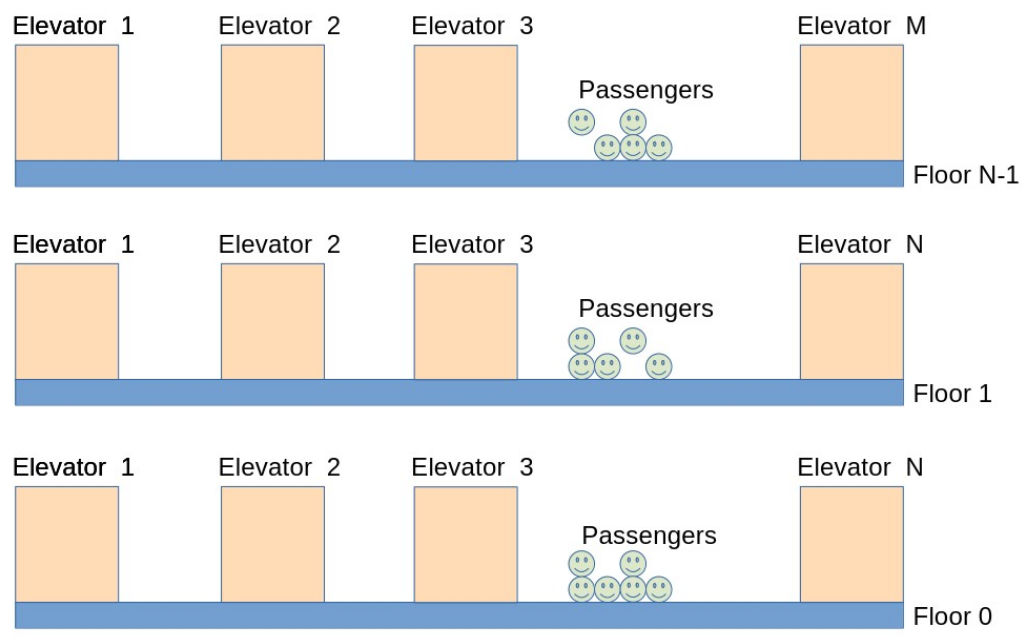 Elevator 1 Elevator 2 Elevator 3 Elevator M
Passengers
Floor N-1
Elevator 1 Elevator 2 Elevator 3 Elevator N
Passengers
Floor 1
Elevator 1 Elevator 2 Elevator 3 Elevator N
Passengers
Floor 0